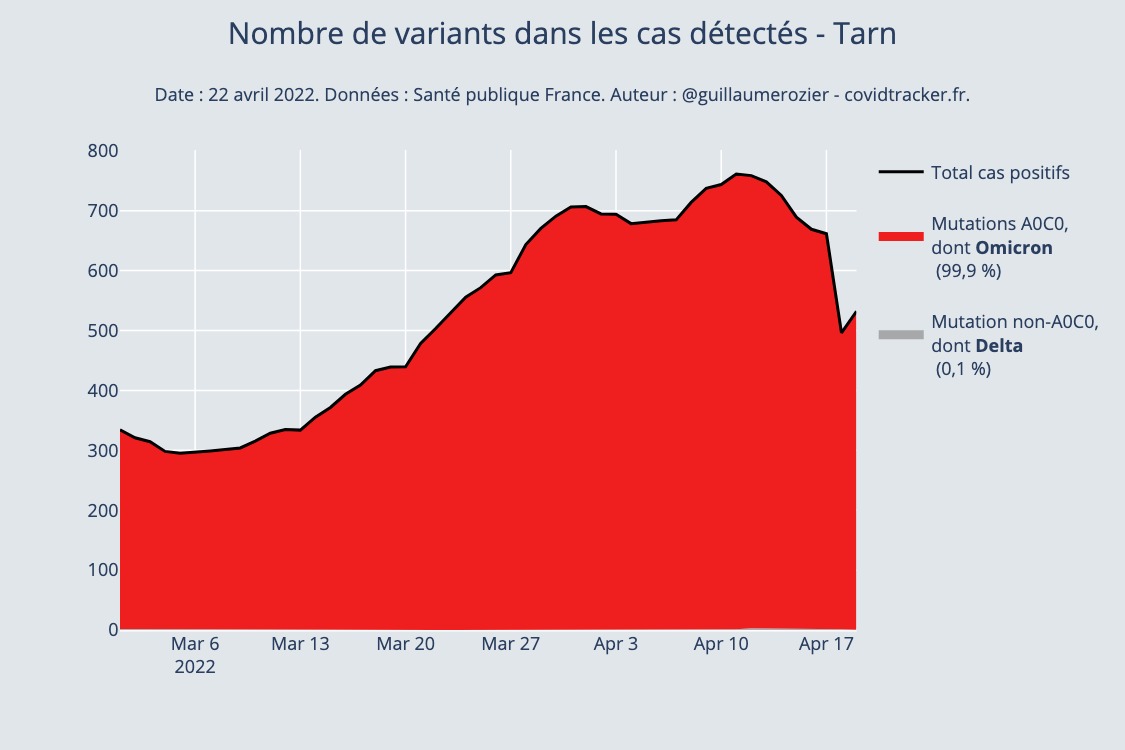 Nombre de variants dans les cas détectés - Tarn
Date : 22 avril 2022. Données : Santé publique France. Auteur : @guillaumerozier - covidtracker.fr.
800
700
600
500
400
300
200
100
0
Mar 6
2022
Mar 13
Mar 20
Mar 27
Apr 3
Apr 10
Apr 17
Total cas positifs
Mutations A0C0,
dont Omicron
(99,9 %)
Mutation non-A0C0,
dont Delta
(0,1 %)